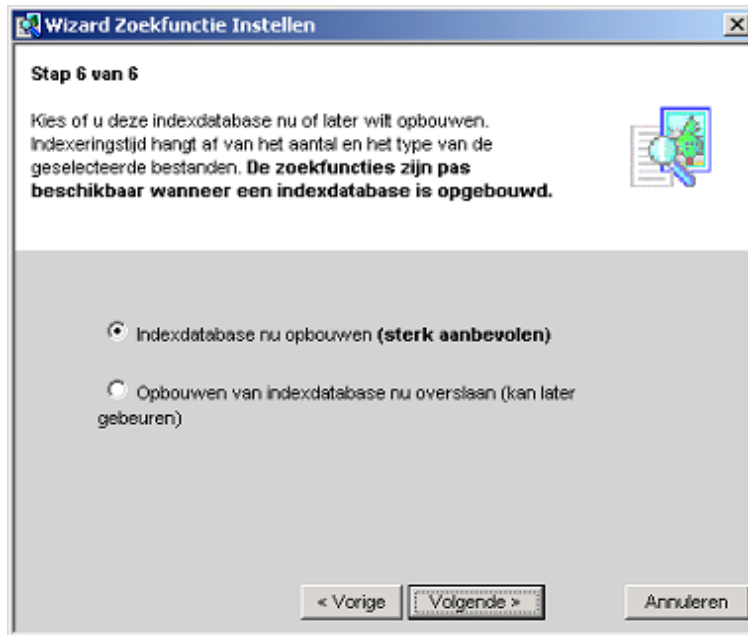 Wizard Zoekfunctie Instellen
Stap 6 van 6
Kies of u deze indexdatabase nu of later wilt opbouwen.
Indexeringstijd hangt af van het aantal en het type van de
geselecteerde bestanden. De zoekfuncties zijn pas
beschikbaar wanneer een indexdatabase is opgebouwd.
Indexdatabase nu opbouwen (sterk aanbevolen)
Opbouwen van indexdatabase nu overslaan (kan later
gebeuren)
« Vorige
Volgende »
Annuleren